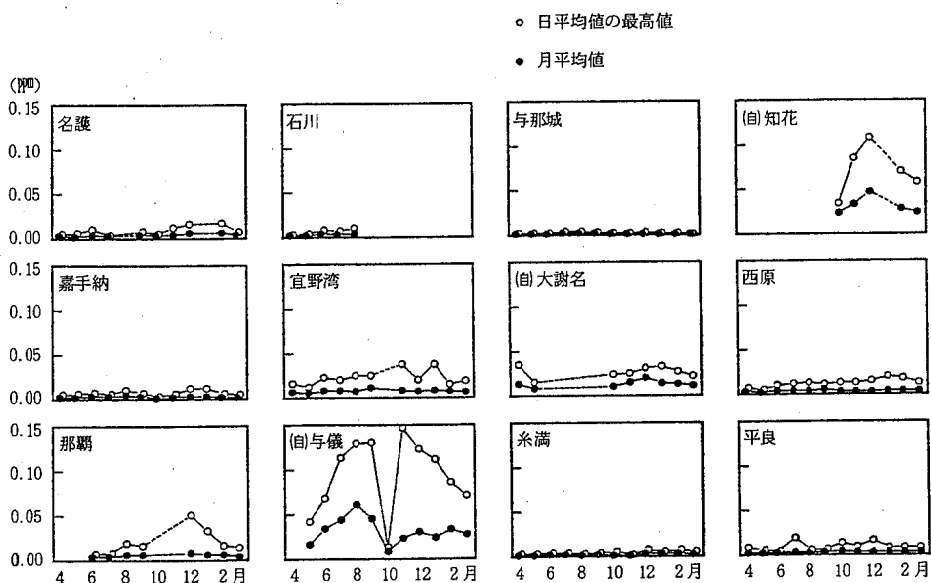 ○ 日平均値の最高値
● 月平均値
(ppm)
0.15
0.10
0.05
0.00
名護
石川
与那城
(自)知花
0.15
0.10
0.05
0.00
嘉手納
宜野湾
(自)大謝名
西原
0.15
0.10
0.05
0.00
那覇
(自)与儀
糸満
平良
4 6 8 10 12 2月
4 6 8 10 12 2月
4 6 8 10 12 2月
4 6 8 10 12 2月